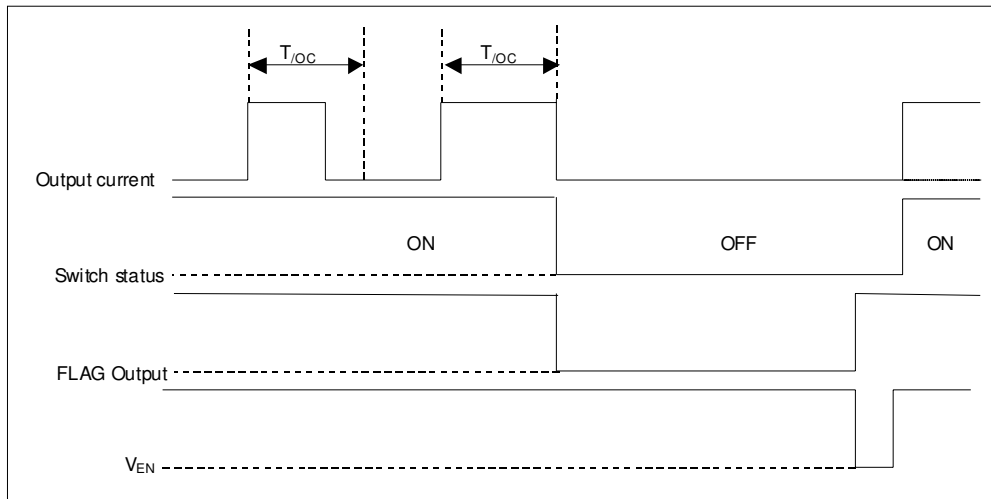 T/OC T/OC
Output current
ON OFF ON
Switch status
FLAG Output
VEN